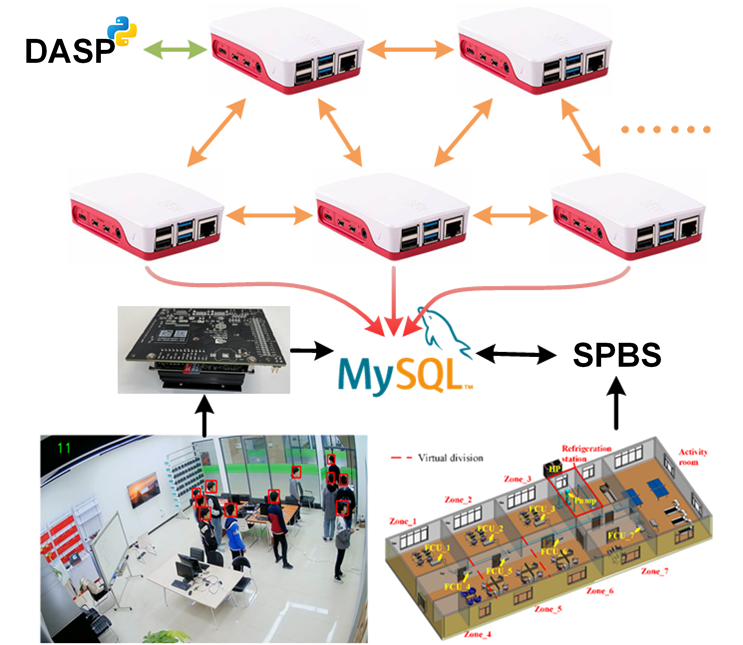 DASP
MySQL™
SPBS
11
Virtual division
Refrigeration
station
HP
Pump
Activity
room
Zone_1
Zone_2
Zone_3
FCU_1
FCU_2
FCU_3
FCU_4
FCU_5
FCU_6
FCU_7
Zone_4
Zone_5
Zone_6
Zone_7